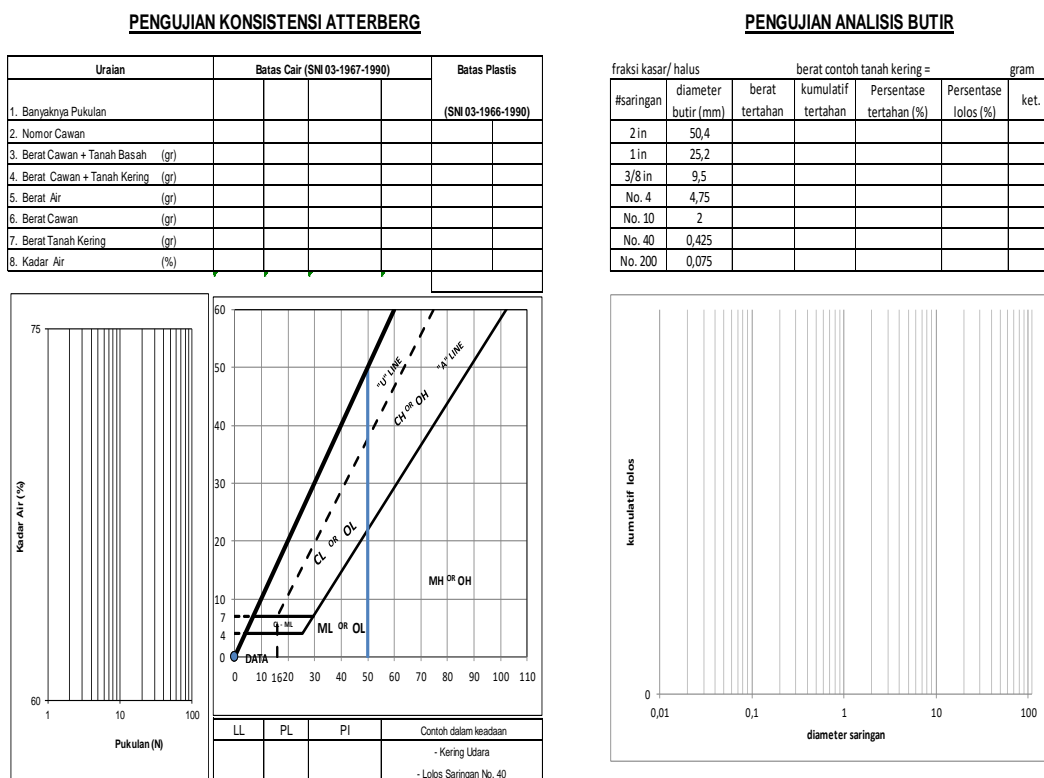 PENGUJIAN KONSISTENSI ATTERBERG
Uraian Batas Cair (SNI 03-1967-1990) Batas Plastis
1. Banyaknya Pukulan (SNI 03-1966-1990)
2. Nomor Cawan
3. Berat Cawan + Tanah Basah (gr)
4. Berat Cawan + Tanah Kering (gr)
5. Berat Air (gr)
6. Berat Cawan (gr)
7. Berat Tanah Kering (gr)
8. Kadar Air (%)
75
60
Kadar Air (%)
1 10 100
Pukulan (N)
60
50
40
30
20
10
7
4
0
"U" LINE
"A" LINE
CH OR OH
CL OR OL
MH OR OH
CL - ML
ML OR OL
DATA
0 10 16 20 30 40 50 60 70 80 90 100 110
LL PL PI Contoh dalam keadaan
- Kering Udara
- Lolos Saringan No. 40
PENGUJIAN ANALISIS BUTIR
fraksi kasar/ halus berat contoh tanah kering = gram
#saringan diameter butir (mm) berat tertahan kumulatif tertahan Persentase tertahan (%) Persentase lolos (%) ket.
2 in 50,4
1 in 25,2
3/8 in 9,5
No. 4 4,75
No. 10 2
No. 40 0,425
No. 200 0,075
kumulatif lolos
0
0,01 0,1 1 10 100
diameter saringan